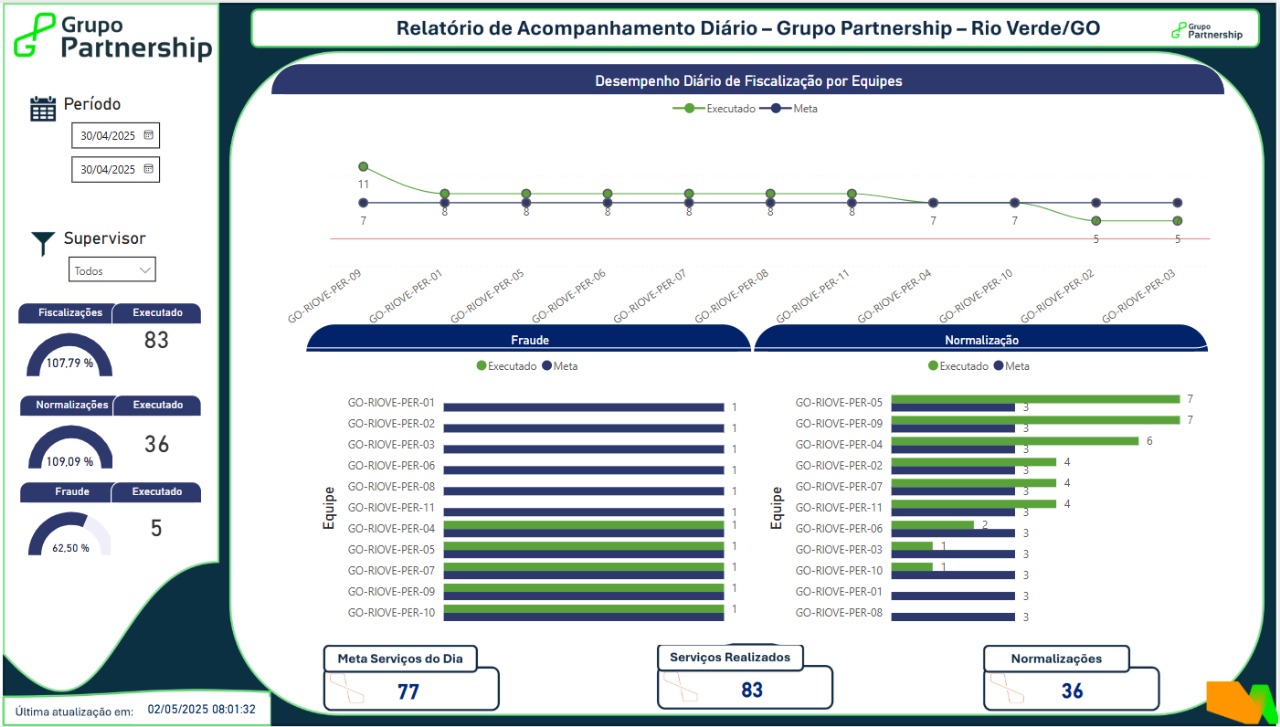 Grupo
Partnership
Relatório de Acompanhamento Diário – Grupo Partnership – Rio Verde/GO
Grupo
Partnership
Período
30/04/2025
30/04/2025
Supervisor
Todos
Fiscalizações Executado
107,79 % 83
Normalizações Executado
109,09 % 36
Fraude Executado
62,50 % 5
Última atualização em: 02/05/2025 08:01:32
Desempenho Diário de Fiscalização por Equipes
Executado Meta
11 8 8 8 8 8 8 7 7 5 5
7
GO-RIOVE-PER-09 GO-RIOVE-PER-01 GO-RIOVE-PER-05 GO-RIOVE-PER-06 GO-RIOVE-PER-07 GO-RIOVE-PER-08 GO-RIOVE-PER-11 GO-RIOVE-PER-04 GO-RIOVE-PER-10 GO-RIOVE-PER-02 GO-RIOVE-PER-03
Fraude
Executado Meta
Equipe
GO-RIOVE-PER-01 1
GO-RIOVE-PER-02 1
GO-RIOVE-PER-03 1
GO-RIOVE-PER-06 1
GO-RIOVE-PER-08 1
GO-RIOVE-PER-11 1
GO-RIOVE-PER-04 1
GO-RIOVE-PER-05 1
GO-RIOVE-PER-07 1
GO-RIOVE-PER-09 1
GO-RIOVE-PER-10 1
Normalização
Executado Meta
Equipe
GO-RIOVE-PER-05 7
3
GO-RIOVE-PER-09 7
3
GO-RIOVE-PER-04 6
3
GO-RIOVE-PER-02 4
3
GO-RIOVE-PER-07 4
3
GO-RIOVE-PER-11 4
3
GO-RIOVE-PER-06 2
3
GO-RIOVE-PER-03 1
3
GO-RIOVE-PER-10 1
3
GO-RIOVE-PER-01 3
GO-RIOVE-PER-08 3
Meta Serviços do Dia
77
Serviços Realizados
83
Normalizações
36